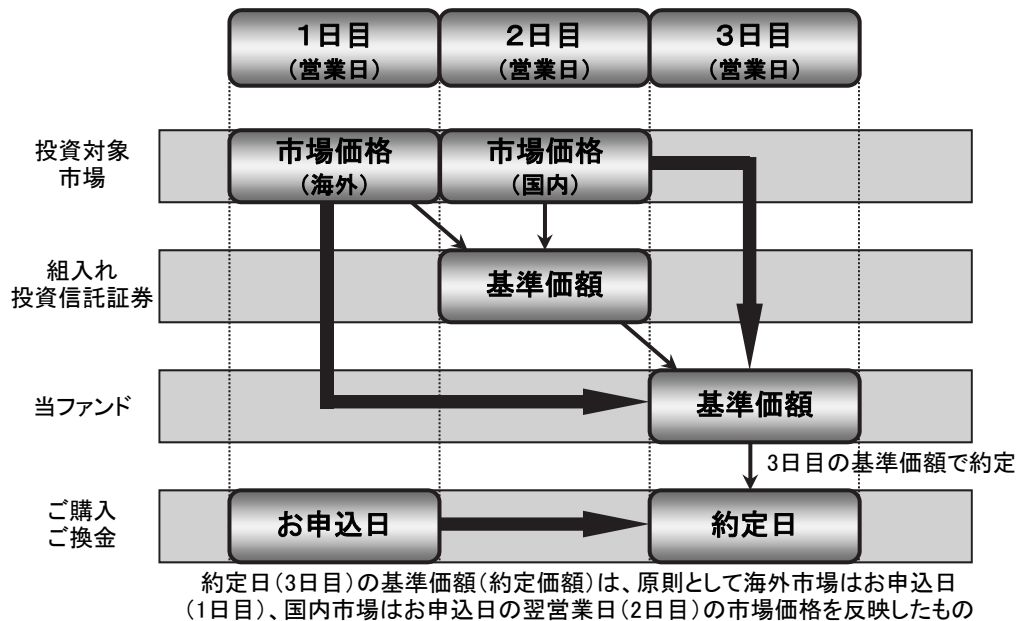 1日目 2日目 3日目
(営業日) (営業日) (営業日)
投資対象
市場
市場価格
(海外)
市場価格
(国内)
組入れ
投資信託証券
基準価額
当ファンド
基準価額
3日目の基準価額で約定
ご購入
ご換金
お申込日
約定日
約定日(3日目)の基準価額(約定価額)は、原則として海外市場はお申込日
(1日目)、国内市場はお申込日の翌営業日(2日目)の市場価格を反映したもの